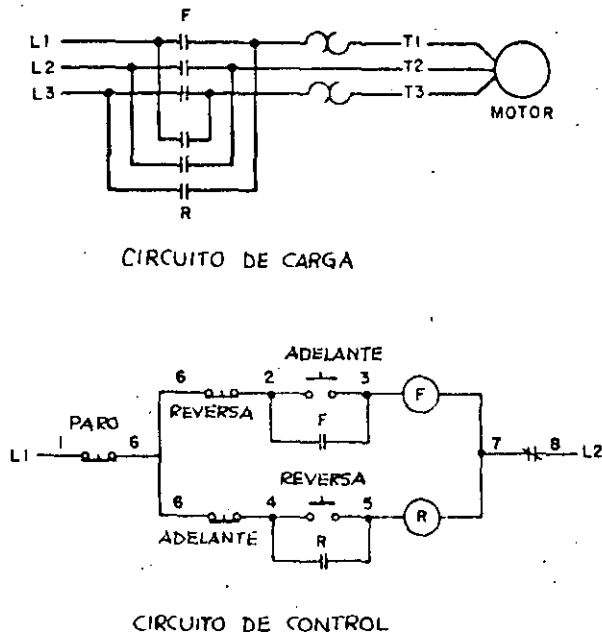 F
L1 T1
L2 T2
L3 T3
MOTOR
R
CIRCUITO DE CARGA
ADELANTE
6 2 3 F
PARO REVERSA F
L1 1 6 7 8 L2
REVERSA
6 4 5 R
ADELANTE R
CIRCUITO DE CONTROL